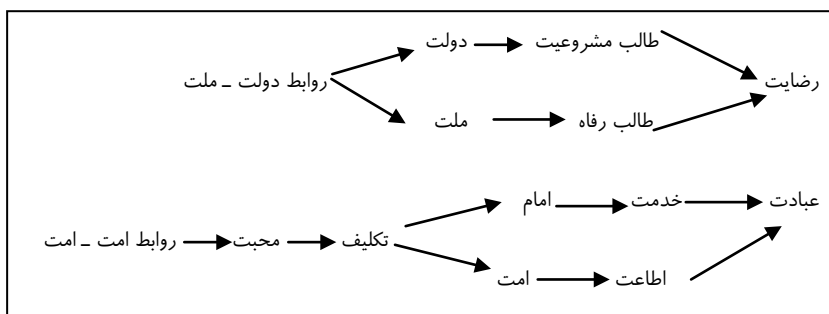 دولت طالب مشروعیت
روابط دولت ـ ملت رضایت
ملت طالب رفاه
امام خدمت عبادت
روابط امت ـ امت محبت تکلیف
امت اطاعت